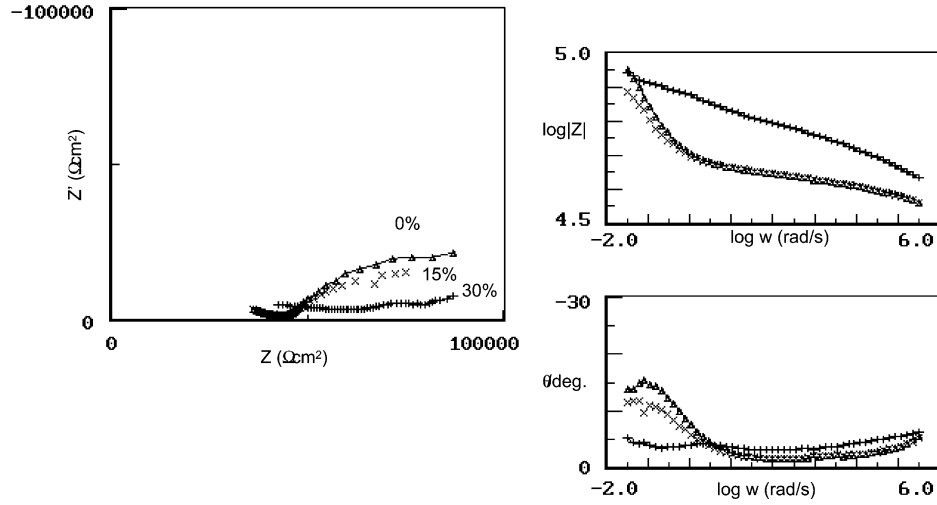 -100000
Z' (Ωcm²)
0%
15%
30%
0
0
100000
Z (Ωcm²)
5.0
log|Z|
4.5
-2.0
log w (rad/s)
6.0
-30
θ/deg.
0
-2.0
log w (rad/s)
6.0